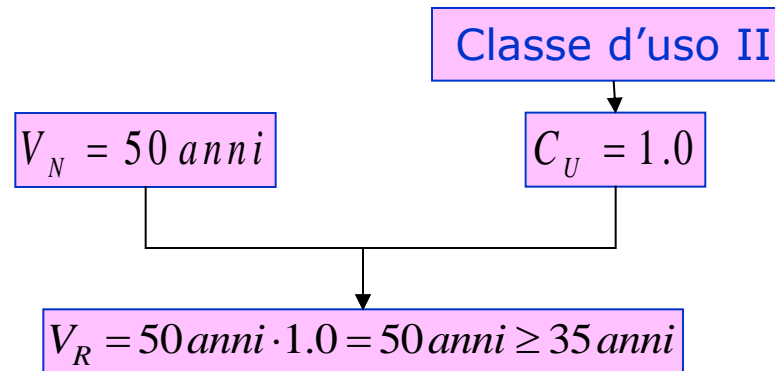 Classe d'uso II
V_N = 50 anni
C_U = 1.0
V_R = 50 anni · 1.0 = 50 anni ≥ 35 anni